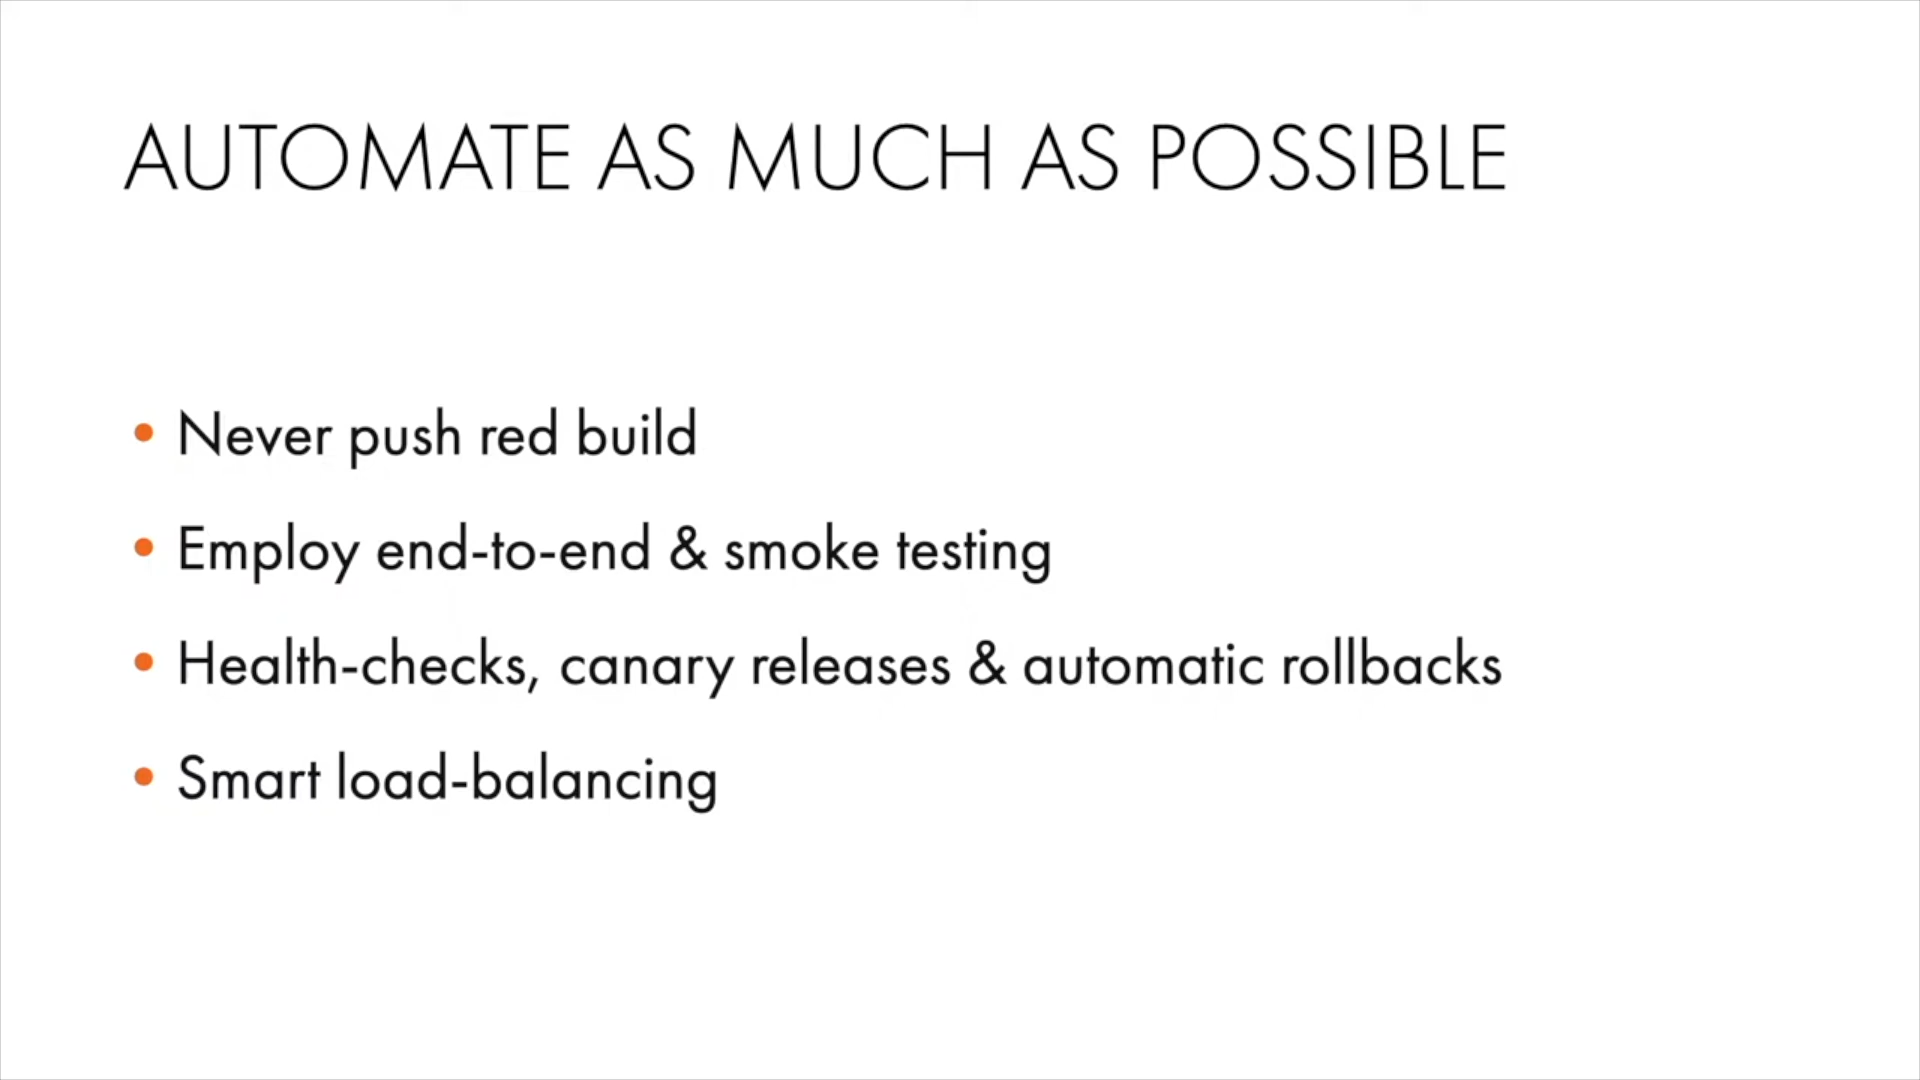 AUTOMATE AS MUCH AS POSSIBLE
• Never push red build
• Employ end-to-end & smoke testing
• Health-checks, canary releases & automatic rollbacks
• Smart load-balancing